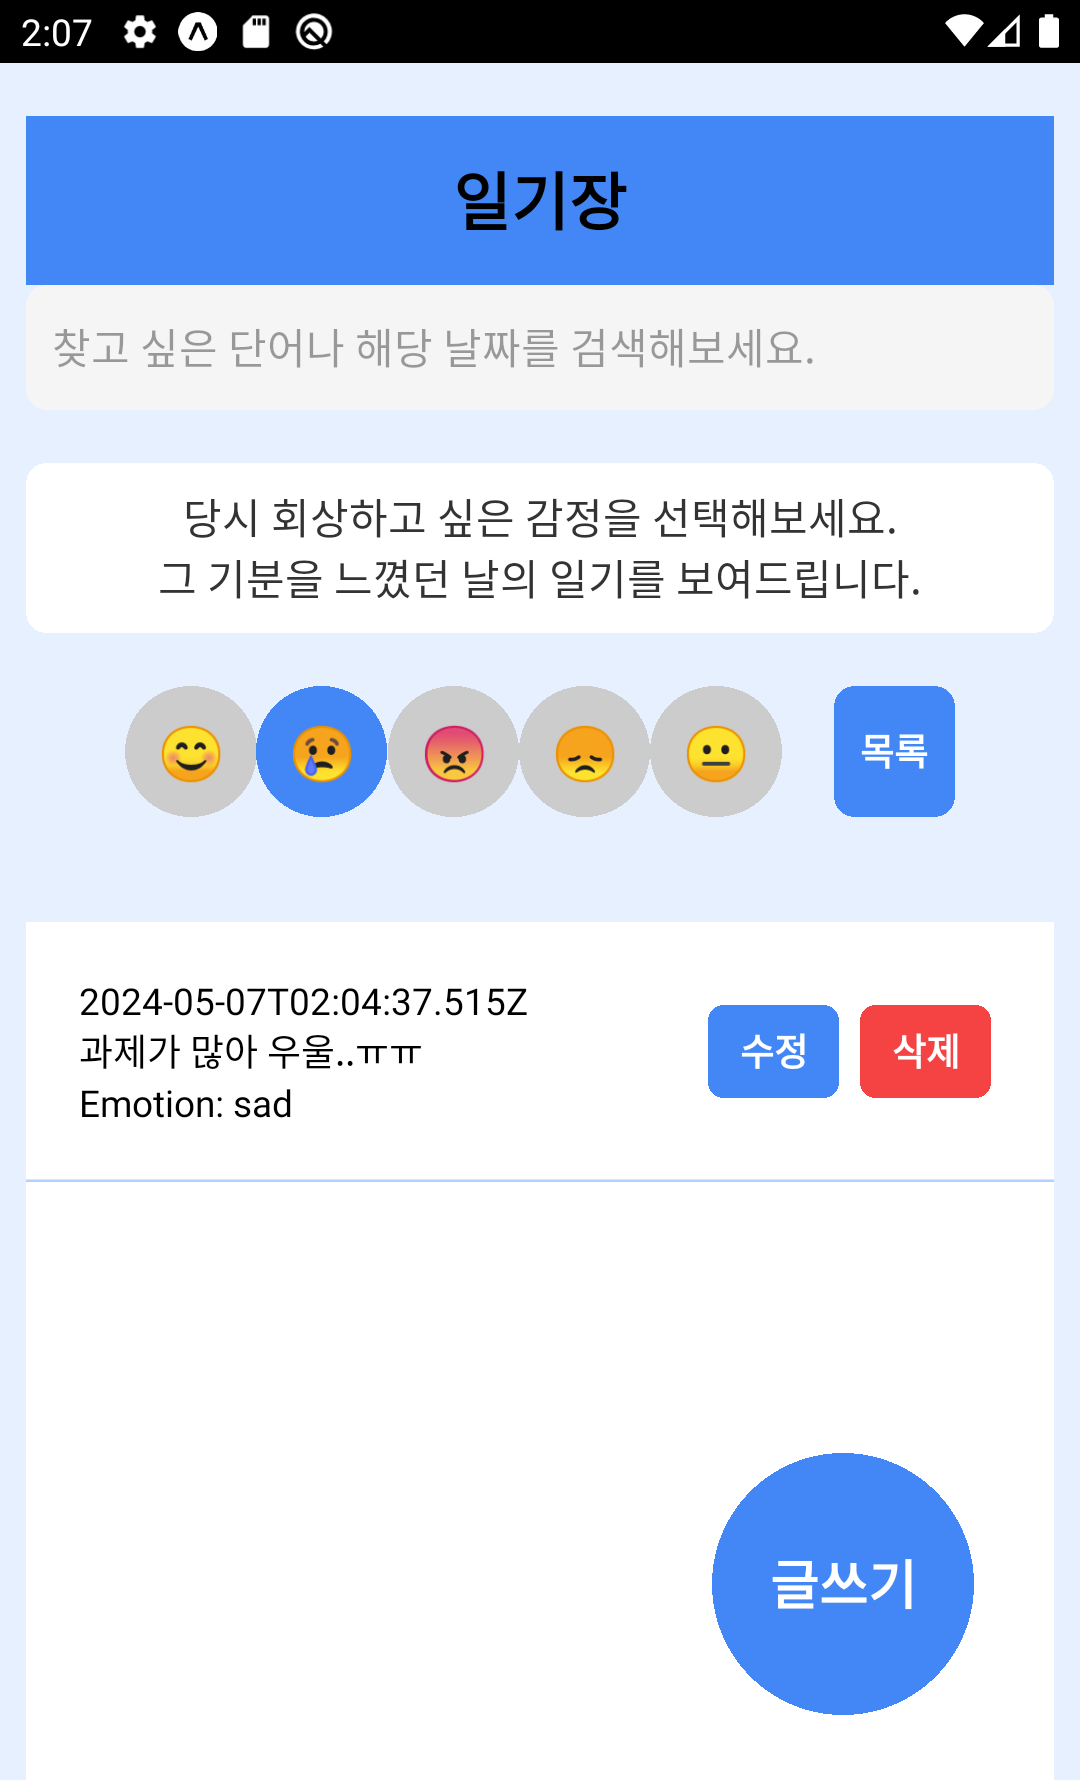 2:07
일기장
찾고 싶은 단어나 해당 날짜를 검색해보세요.
당시 회상하고 싶은 감정을 선택해보세요.
그 기분을 느꼈던 날의 일기를 보여드립니다.
목록
2024-05-07T02:04:37.515Z
과제가 많아 우울..ㅠㅠ
Emotion: sad
수정
삭제
글쓰기